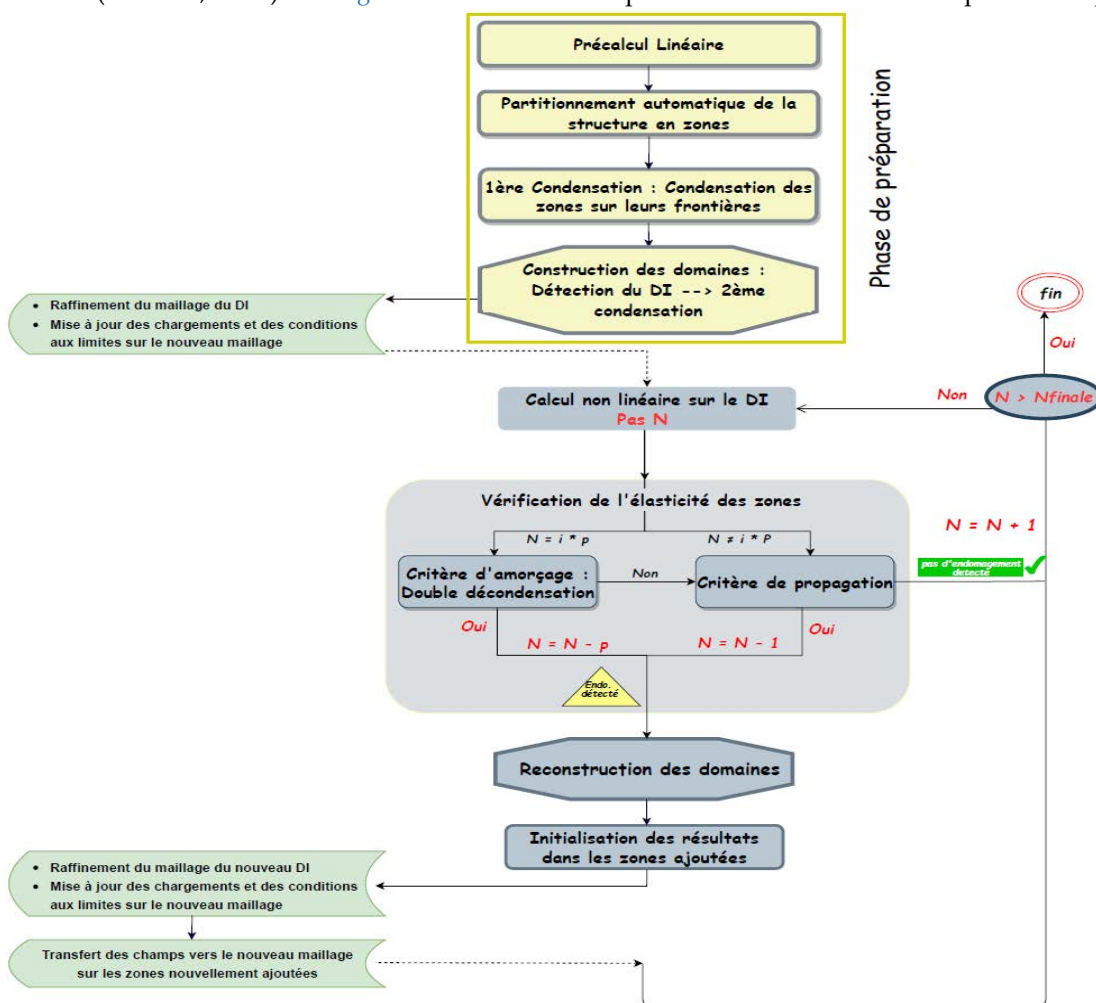 Précalcul Linéaire
Partitionnement automatique de la
structure en zones
1ère Condensation : Condensation des
zones sur leurs frontières
Construction des domaines :
Détection du DI --> 2ème
condensation
Phase de préparation
• Raffinement du maillage du DI
• Mise à jour des chargements et des conditions
aux limites sur le nouveau maillage
fin
Oui
Non
N > Nfinale
Calcul non linéaire sur le DI
Pas N
Vérification de l'élasticité des zones
N = i * p
N ≠ i * P
N = N + 1
Critère d'amorçage :
Double décondensation
Non
Critère de propagation
pas d'endomagement
detecté
Oui
N = N - p
N = N - 1
Oui
Endo.
détecté
Reconstruction des domaines
Initialisation des résultats
dans les zones ajoutées
• Raffinement du maillage du nouveau DI
• Mise à jour des chargements et des conditions
aux limites sur le nouveau maillage
Transfert des champs vers le nouveau maillage
sur les zones nouvellement ajoutées